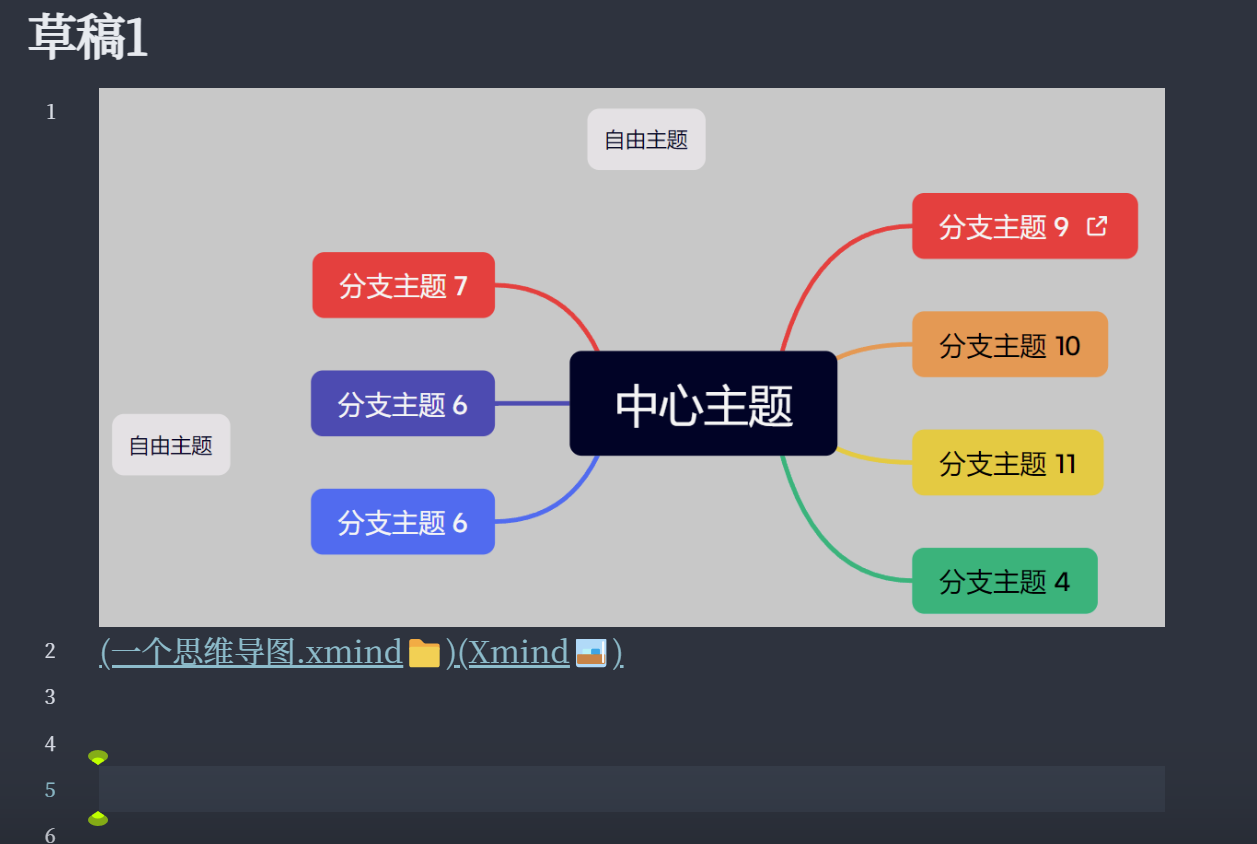 草稿1
1
自由主题
分支主题 9
分支主题 7
分支主题 10
中心主题
分支主题 6
自由主题
分支主题 11
分支主题 6
分支主题 4
2
(一个思维导图.xmind📁)(Xmind🖼️)
3
4
5
6